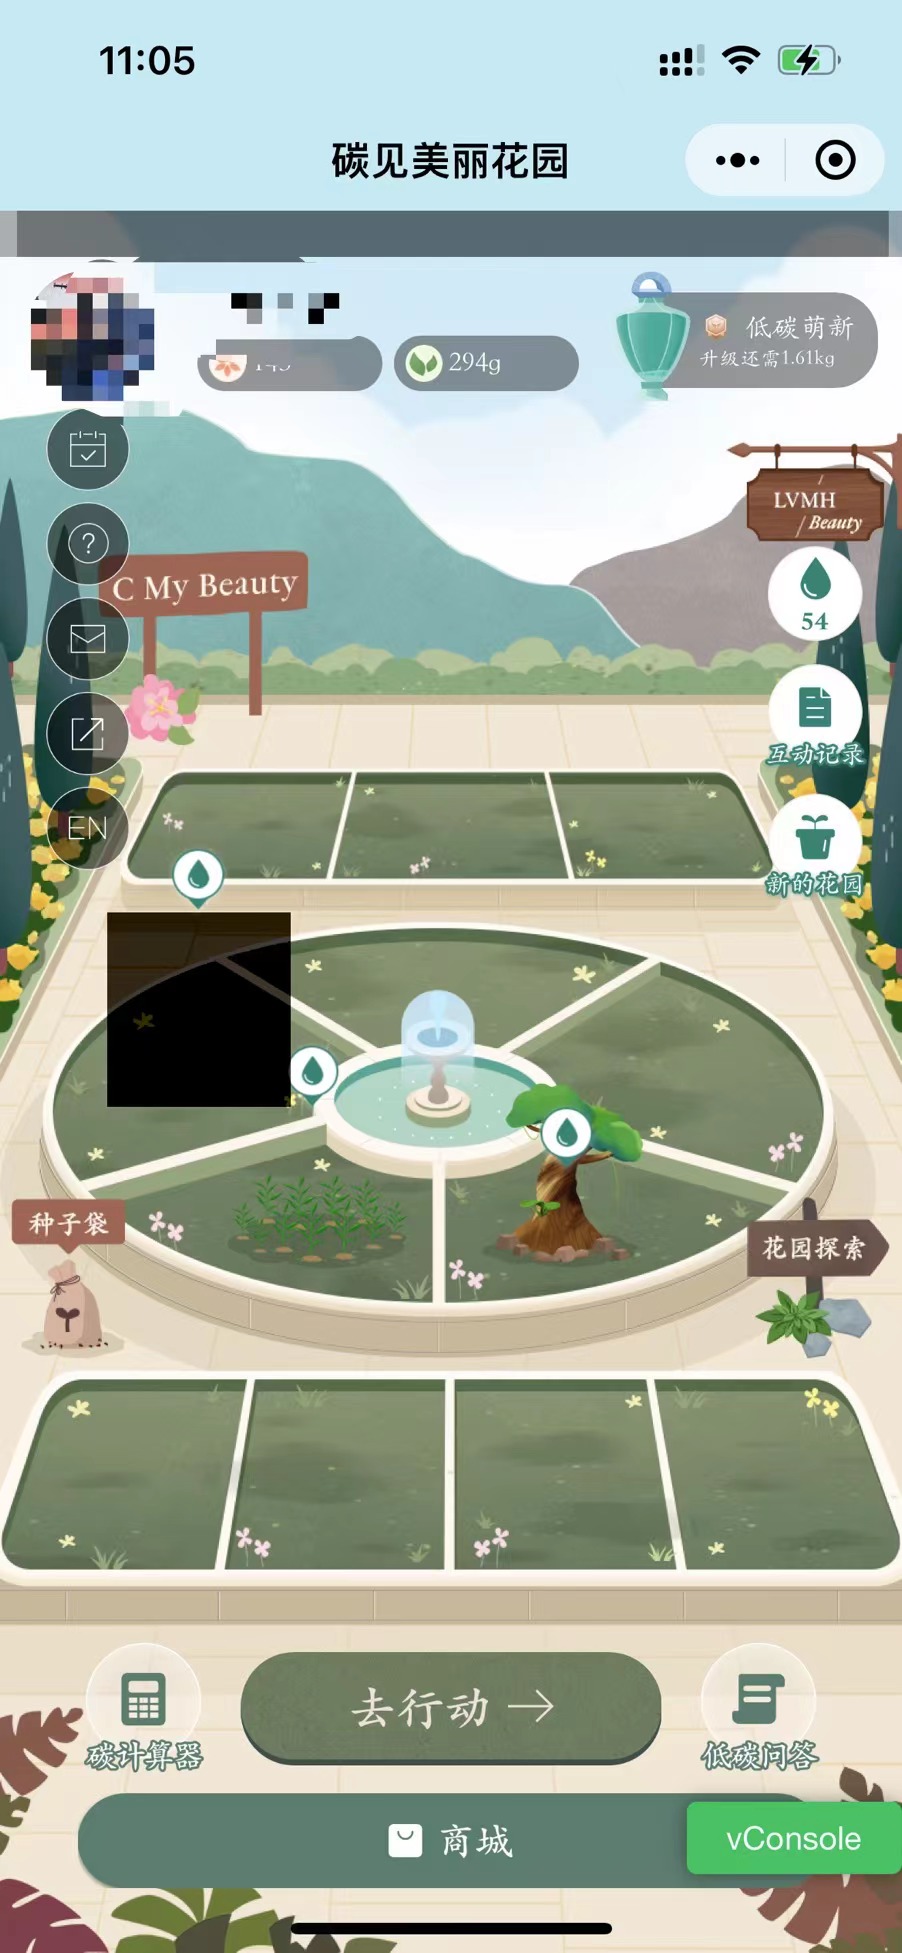 11:05
碳见美丽花园
294g
低碳萌新
升级还需1.61kg
LVMH
Beauty
C My Beauty
54
互动记录
EN
新的花园
种子袋
花园探索
去行动
碳计算器
低碳问答
商城
vConsole